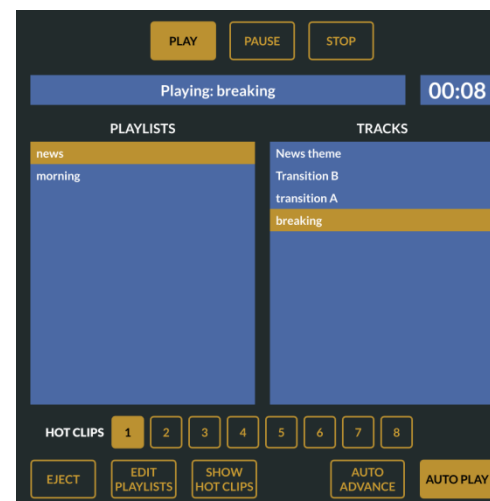 PLAY PAUSE STOP
Playing: breaking 00:08
PLAYLISTS TRACKS
news News theme
morning Transition B
transition A
breaking
HOT CLIPS 1 2 3 4 5 6 7 8
EJECT EDIT PLAYLISTS SHOW HOT CLIPS AUTO ADVANCE AUTO PLAY